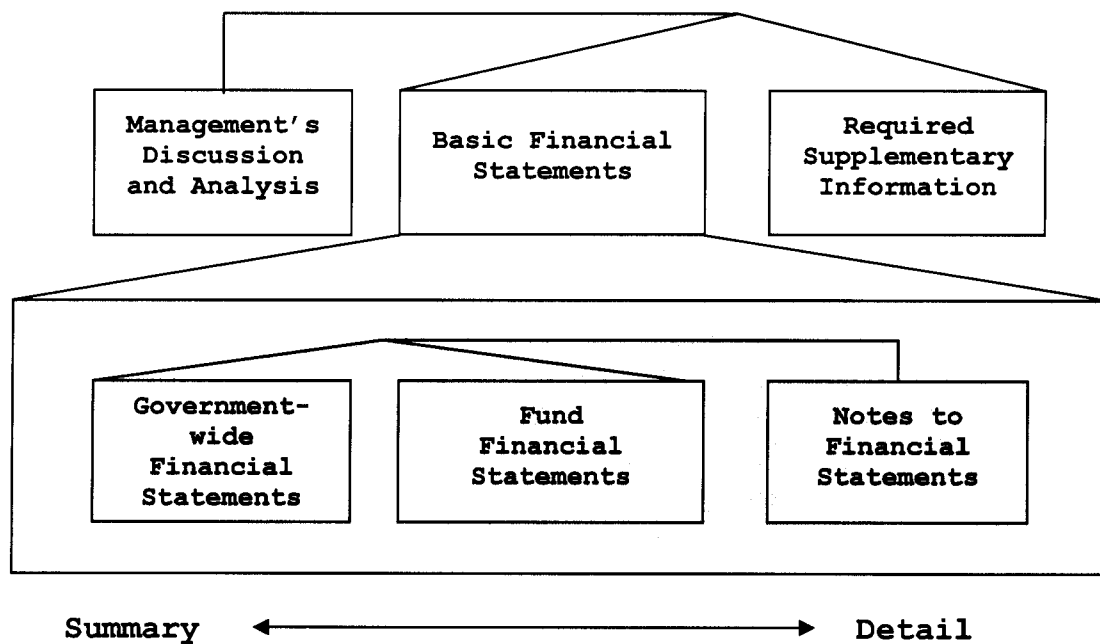 Management's
Discussion
and Analysis
Basic Financial
Statements
Required
Supplementary
Information
Government-
wide
Financial
Statements
Fund
Financial
Statements
Notes to
Financial
Statements
Summary
Detail